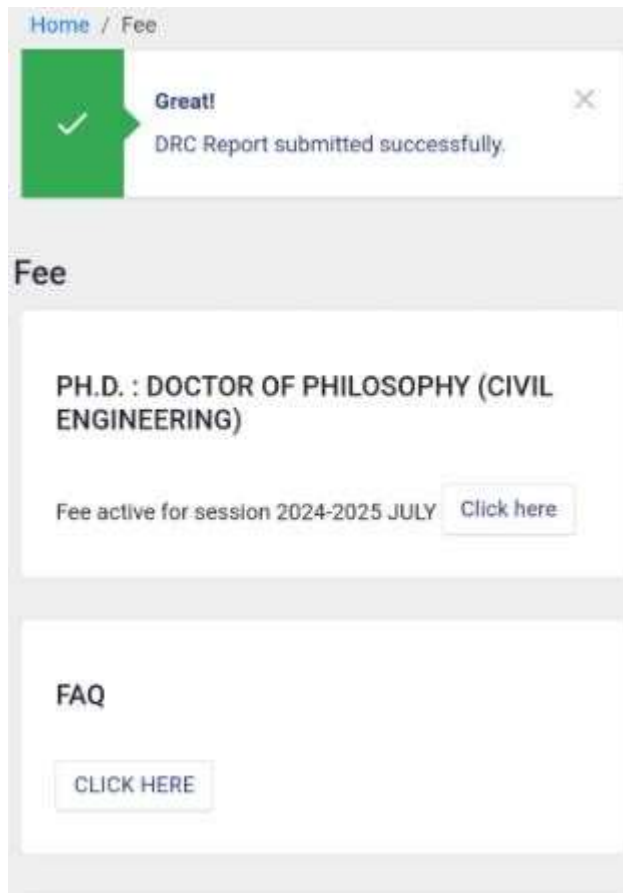 Home / Fee
Great!
DRC Report submitted successfully.
Fee
PH.D. : DOCTOR OF PHILOSOPHY (CIVIL
ENGINEERING)
Fee active for session 2024-2025 JULY Click here
FAQ
CLICK HERE